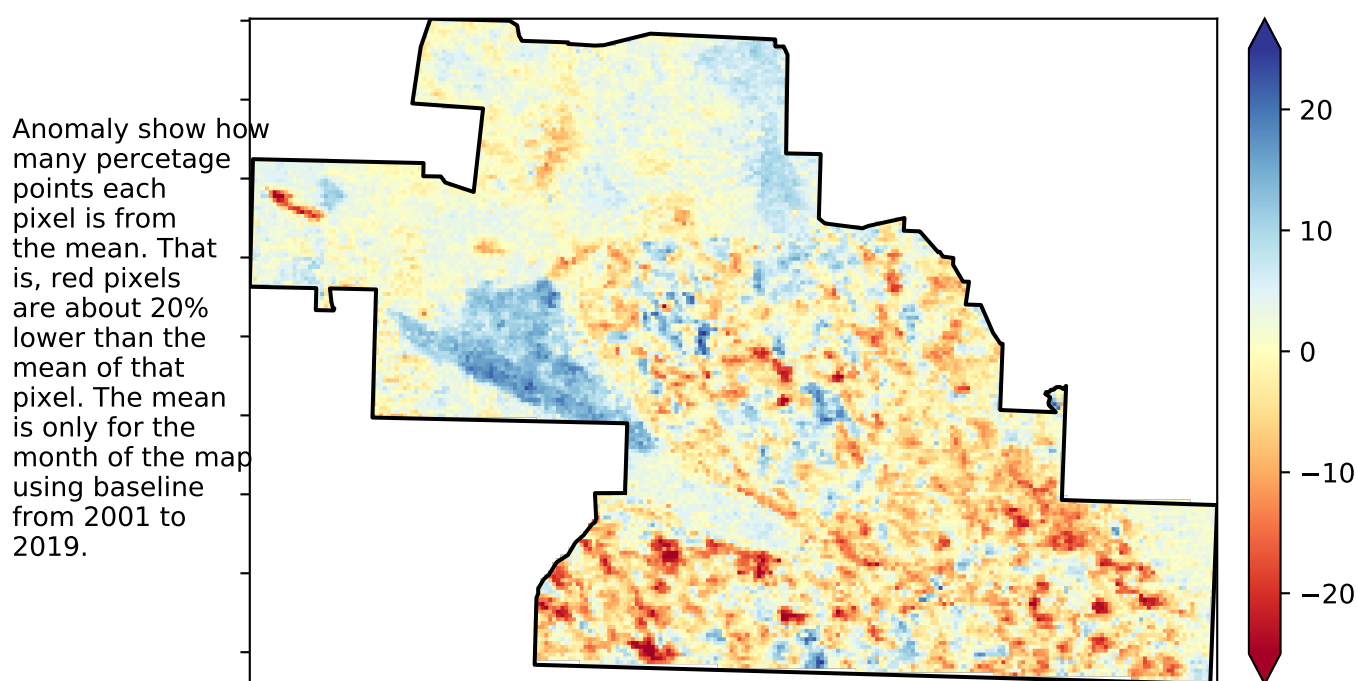 Anomaly show how
many percetage
points each
pixel is from
the mean. That
is, red pixels
are about 20%
lower than the
mean of that
pixel. The mean
is only for the
month of the map
using baseline
from 2001 to
2019.
20
10
0
−10
−20